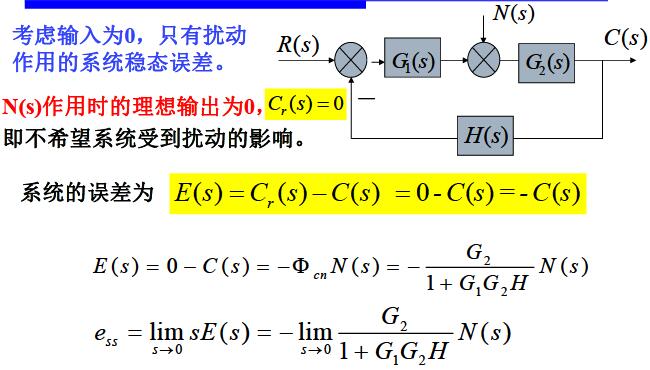 考虑输入为0，只有扰动
作用的系统稳态误差。
N(s)作用时的理想输出为0，C_r(s) = 0
即不希望系统受到扰动的影响。
N(s)
R(s)
G_1(s)
G_2(s)
C(s)
—
H(s)
系统的误差为 E(s) = C_r(s) − C(s) = 0 - C(s) = - C(s)
E(s) = 0 − C(s) = −Φ_{cn} N(s) = − \frac{G_2}{1 + G_1G_2H} N(s)
e_{ss} = \lim_{s→0} sE(s) = − \lim_{s→0} \frac{G_2}{1 + G_1G_2H} N(s)